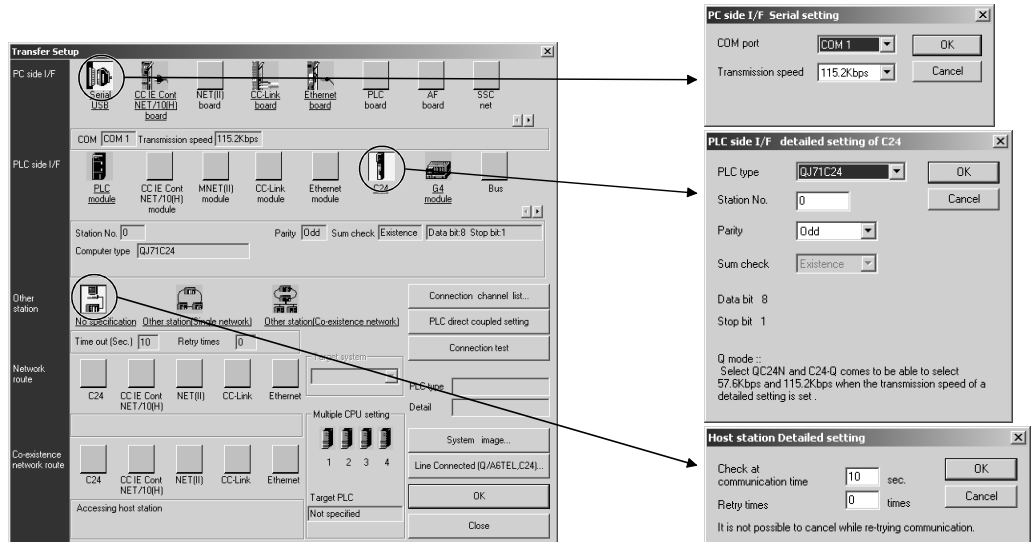 Transfer Setup
PC side I/F
Serial USB
CC IE Cont NET/10(H) board
NET(II) board
CC-Link board
Ethernet board
PLC board
AF board
SSC net
COM COM 1 Transmission speed 115.2Kbps
PLC side I/F
PLC module
CC IE Cont NET/10(H) module
MNET(II) module
CC-Link module
Ethernet module
C24
G4 module
Bus
Station No. 0 Parity Odd Sum check Existence Data bit:8 Stop bit:1
Computer type QJ71C24
Other station
No specification
Other station(Single network)
Other station(Co-existence network)
Time out (Sec.) 10 Retry times 0
Network route
C24
CC IE Cont NET/10(H)
NET(II)
CC-Link
Ethernet
Co-existence network route
C24
CC IE Cont NET/10(H)
NET(II)
CC-Link
Ethernet
Accessing host station
Target system
Multiple CPU setting
1 2 3 4
Target PLC
Not specified
Connection channel list...
PLC direct coupled setting
Connection test
PLC type
Detail
System image...
Line Connected (Q/A6TEL,C24)...
OK
Close
PC side I/F Serial setting
COM port COM 1 OK
Transmission speed 115.2Kbps Cancel
PLC side I/F detailed setting of C24
PLC type QJ71C24 OK
Station No. 0 Cancel
Parity Odd
Sum check Existence
Data bit 8
Stop bit 1
Q mode ::
Select QC24N and C24-Q comes to be able to select
57.6Kbps and 115.2Kbps when the transmission speed of a
detailed setting is set .
Host station Detailed setting
Check at communication time 10 sec. OK
Retry times 0 times Cancel
It is not possible to cancel while re-trying communication.